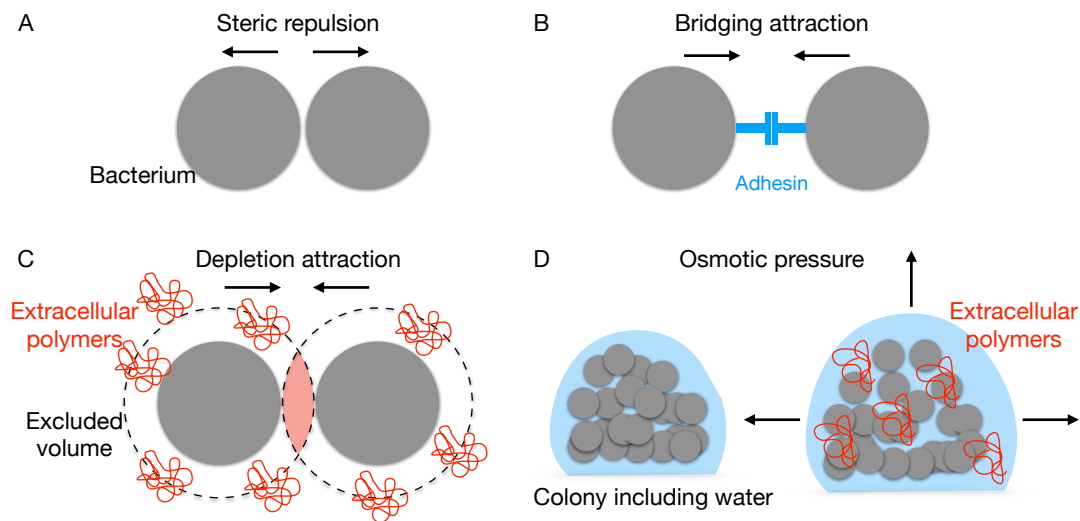 A
Steric repulsion
Bacterium
B
Bridging attraction
Adhesin
C
Depletion attraction
Extracellular
polymers
Excluded
volume
D
Osmotic pressure
Extracellular
polymers
Colony including water